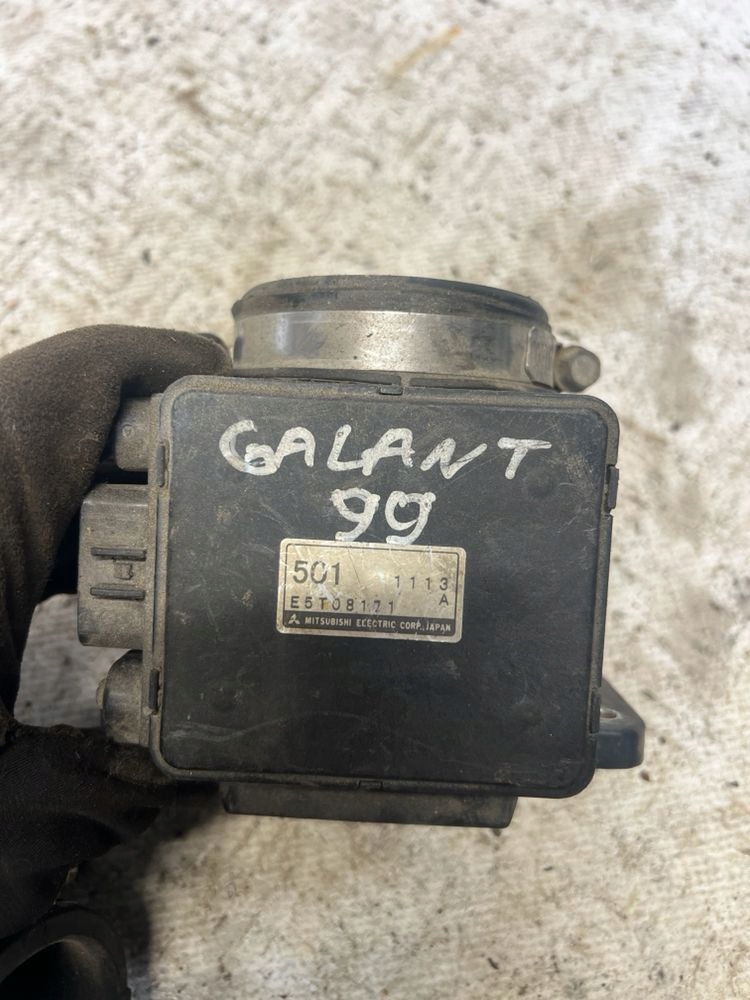 GALANT
99
501 1113
E5T08171 A
MITSUBISHI ELECTRIC CORP. JAPAN